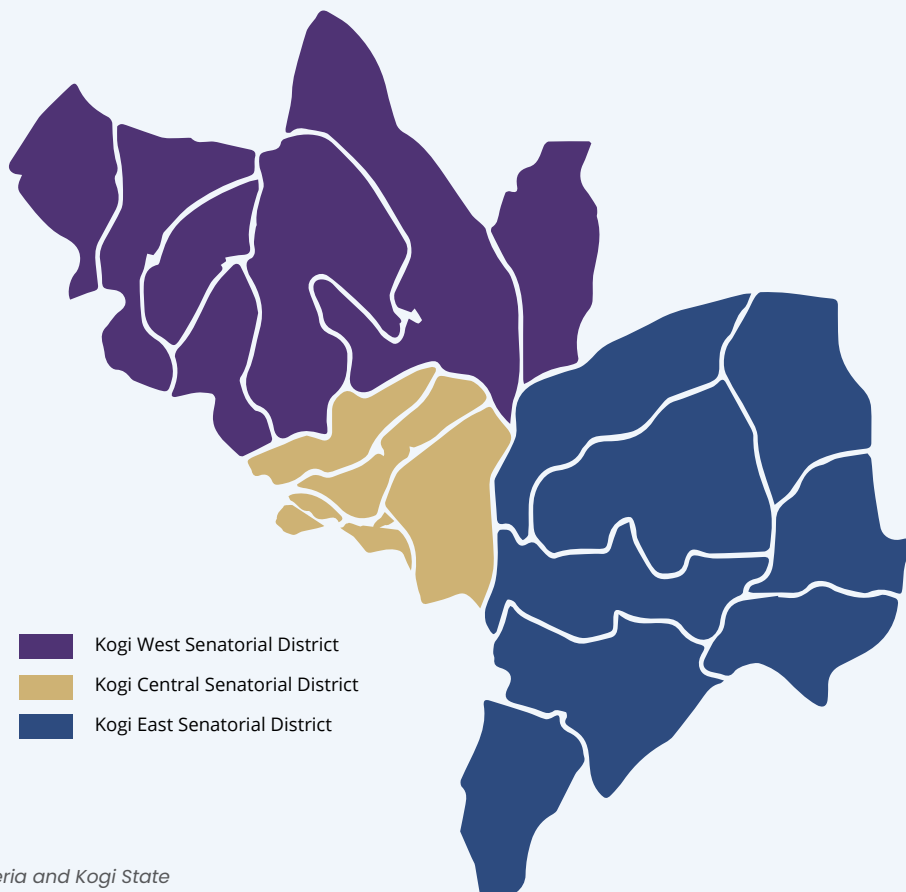 Kogi West Senatorial District
Kogi Central Senatorial District
Kogi East Senatorial District
eria and Kogi State